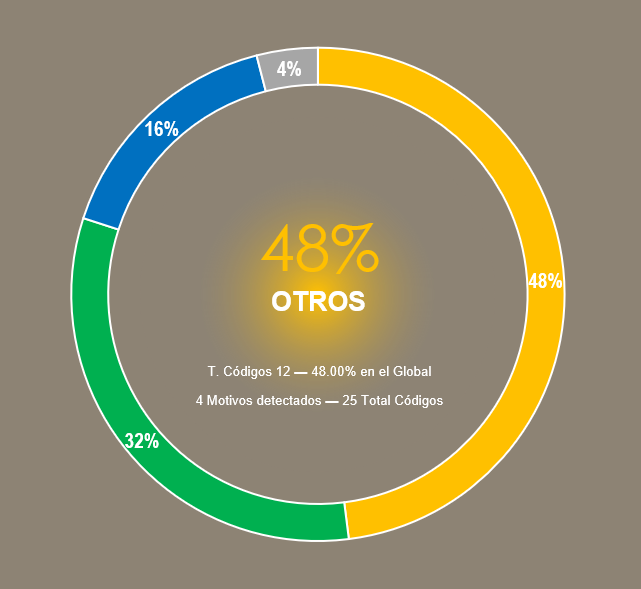 4%
16%
48%
48%
OTROS
T. Códigos 12 — 48.00% en el Global
4 Motivos detectados — 25 Total Códigos
32%